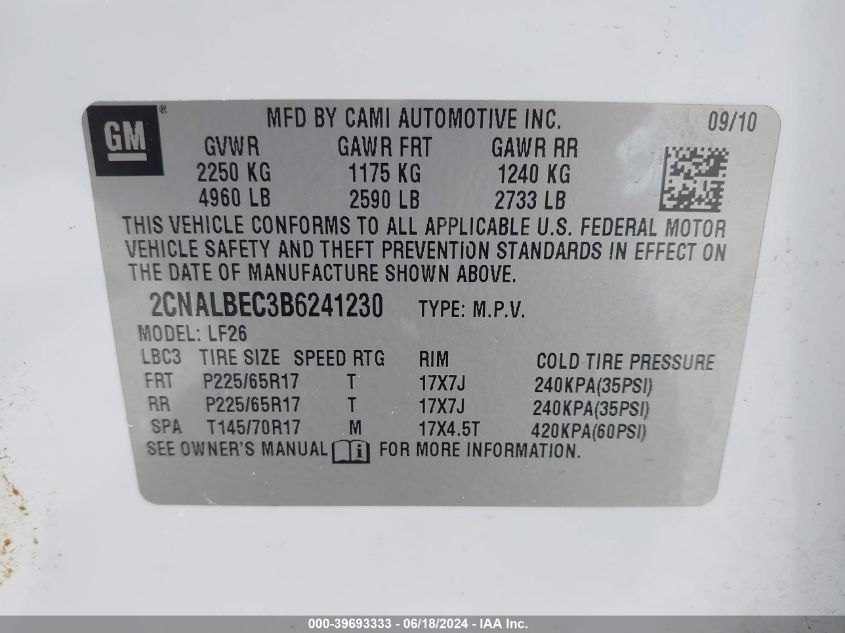 GM ®
MFD BY CAMI AUTOMOTIVE INC. 09/10
GVWR GAWR FRT GAWR RR
2250 KG 1175 KG 1240 KG
4960 LB 2590 LB 2733 LB
THIS VEHICLE CONFORMS TO ALL APPLICABLE U.S. FEDERAL MOTOR
VEHICLE SAFETY AND THEFT PREVENTION STANDARDS IN EFFECT ON
THE DATE OF MANUFACTURE SHOWN ABOVE.
2CNALBEC3B6241230 TYPE: M.P.V.
MODEL: LF26
LBC3 TIRE SIZE SPEED RTG RIM COLD TIRE PRESSURE
FRT P225/65R17 T 17X7J 240KPA(35PSI)
RR P225/65R17 T 17X7J 240KPA(35PSI)
SPA T145/70R17 M 17X4.5T 420KPA(60PSI)
SEE OWNER'S MANUAL i FOR MORE INFORMATION.
000-39693333 - 06/18/2024 - IAA Inc.